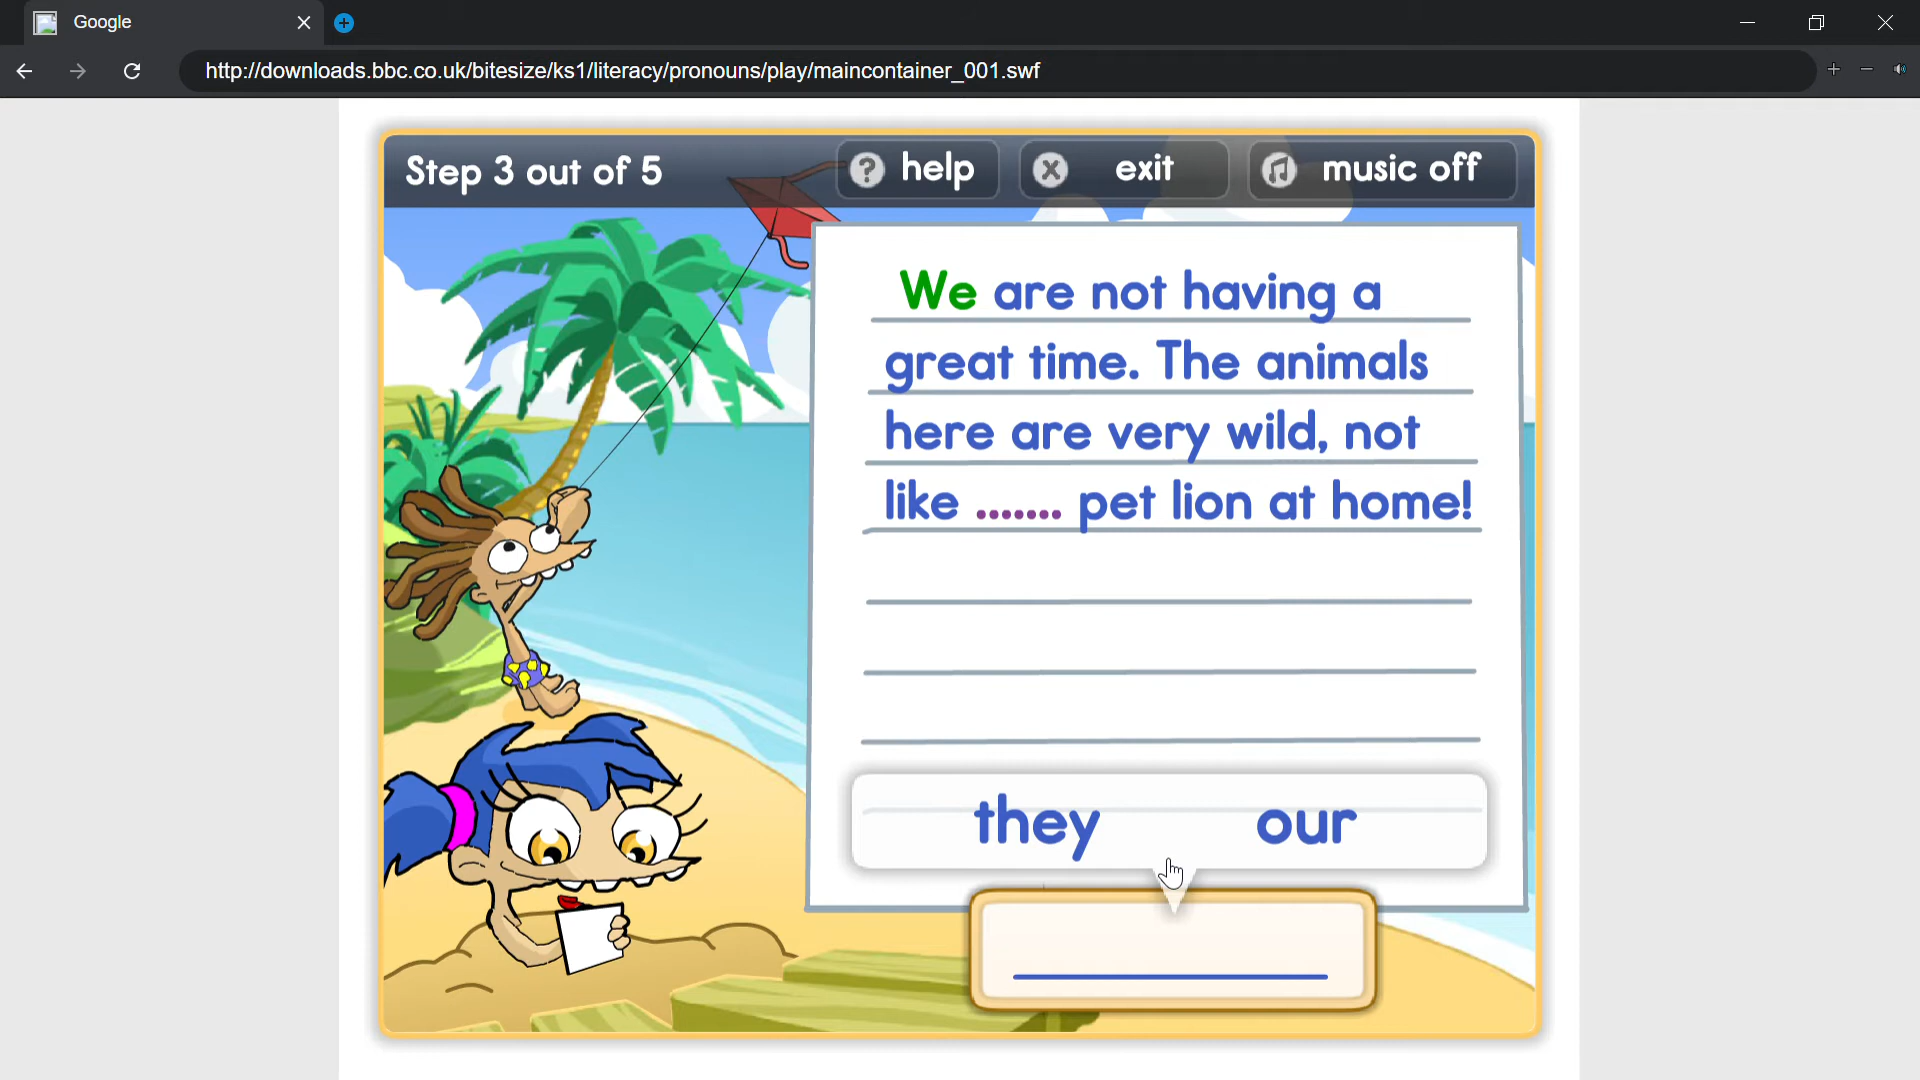 Google
http://downloads.bbc.co.uk/bitesize/ks1/literacy/pronouns/play/maincontainer_001.swf
Step 3 out of 5
? help
exit
music off
We are not having a
great time. The animals
here are very wild, not
like ....... pet lion at home!
they our